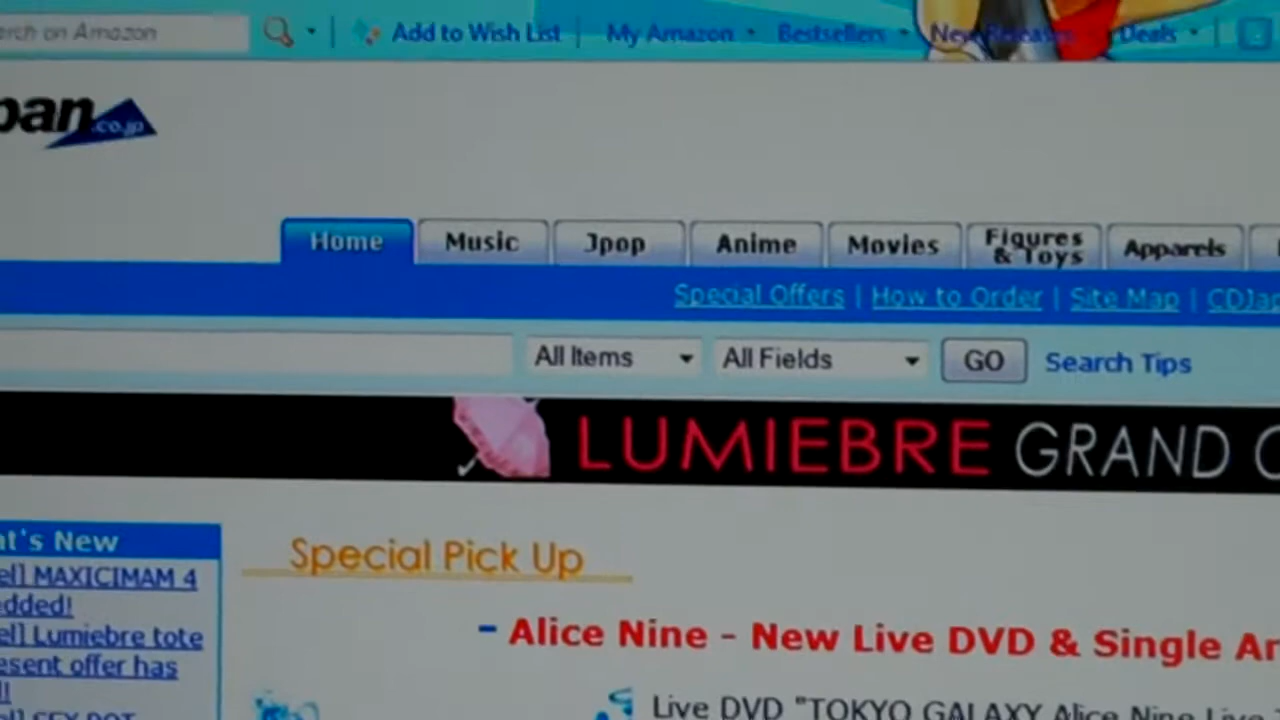 rch on Amazon Add to Wish List | My Amazon Bestsellers New Releases Deals
pan.co.jp
Home Music Jpop Anime Movies Figures & Toys Apparels
Special Offers | How to Order | Site Map | CDJap
All Items All Fields GO Search Tips
LUMIEBRE GRAND
t's New
Special Pick Up
el] MAXICIMAM 4
dded!
el] Lumiebre tote
esent offer has
- Alice Nine - New Live DVD & Single Ar
Live DVD "TOKYO GALAXY Alice Nine Live